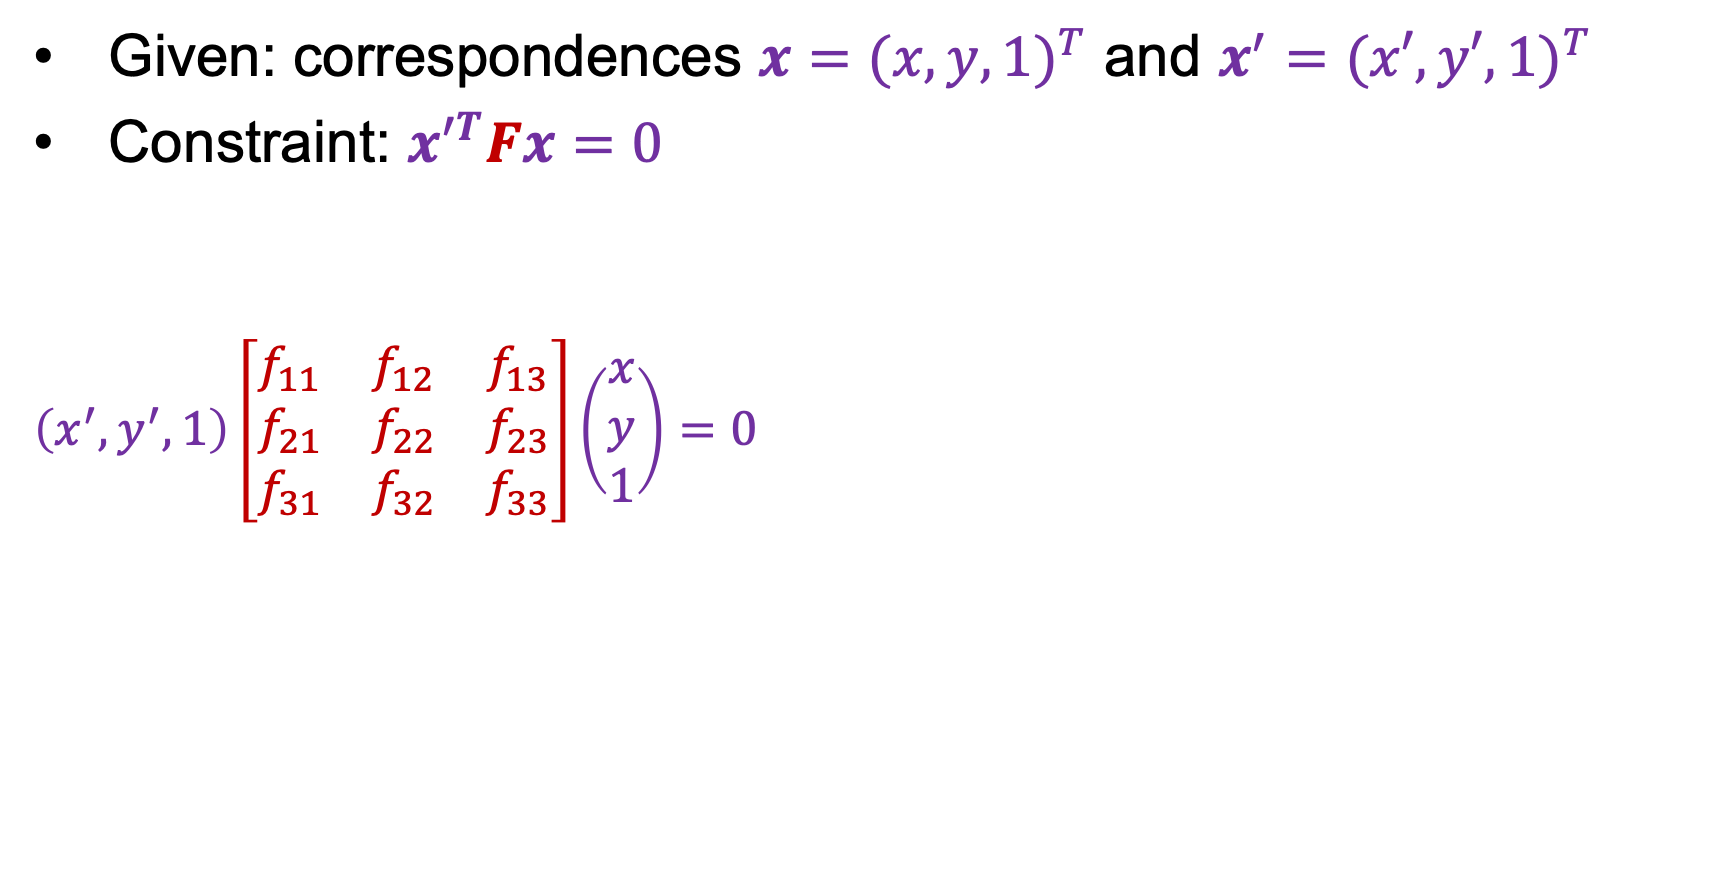 • Given: correspondences 𝒙 = (x, y, 1)ᵀ and 𝒙′ = (x′, y′, 1)ᵀ
• Constraint: 𝒙′ᵀ𝑭𝒙 = 0
(x′, y′, 1) [f₁₁ f₁₂ f₁₃; f₂₁ f₂₂ f₂₃; f₃₁ f₃₂ f₃₃] (x; y; 1) = 0